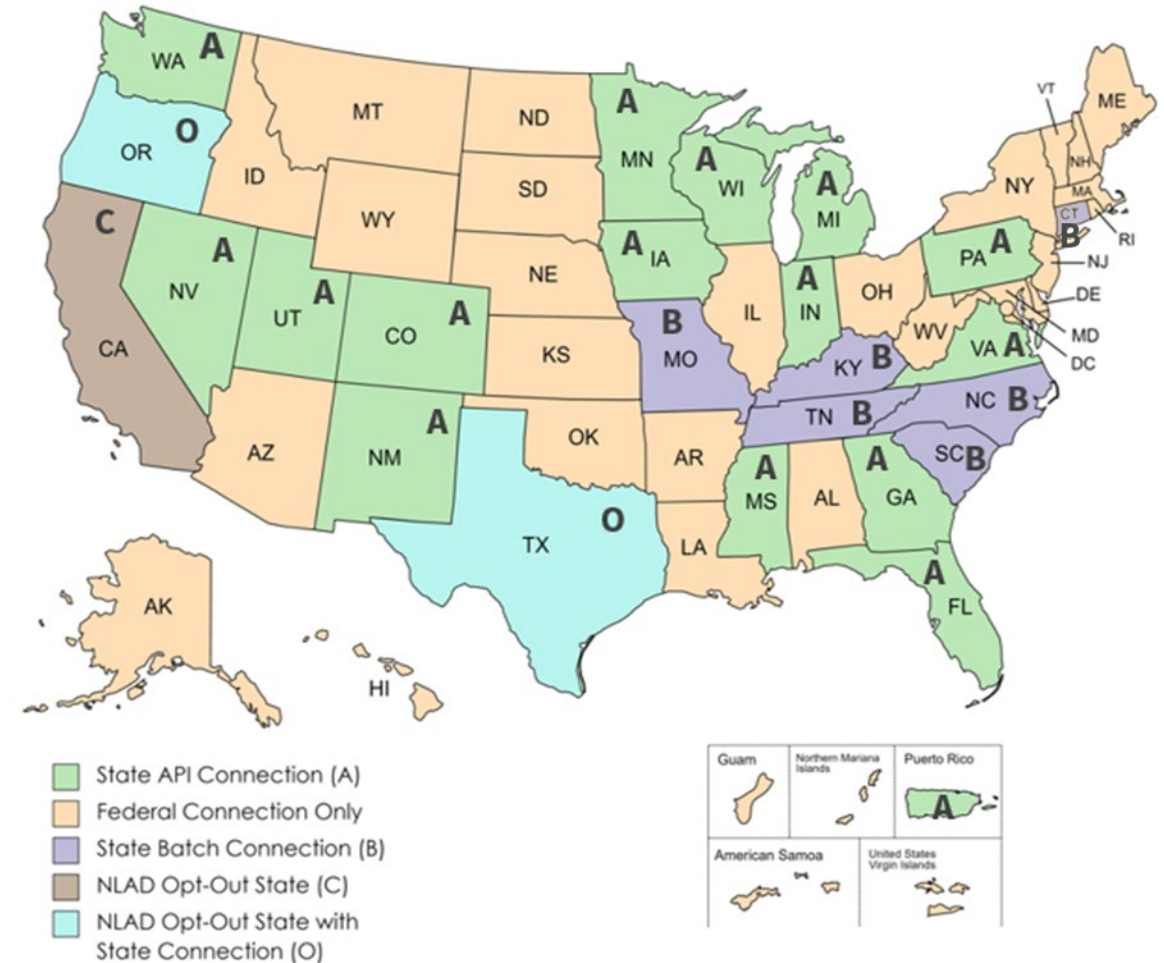 WA
A
OR
O
C
CA
A
NV
ID
MT
WY
A
UT
A
CO
AZ
A
NM
ND
SD
NE
KS
OK
O
TX
A
MN
A
IA
B
MO
AR
LA
A
WI
A
MI
IL
A
IN
OH
KY B
TN B
A
MS
AL
A
GA
A
FL
SC B
NC B
VA A
WV
PA A
NY
VT
NH
ME
MA
CT
B
RI
NJ
DE
MD
DC
AK
HI
State API Connection (A)
Federal Connection Only
State Batch Connection (B)
NLAD Opt-Out State (C)
NLAD Opt-Out State with
State Connection (O)
Guam
Northern Mariana
Islands
Puerto Rico
A
American Samoa
United States
Virgin Islands